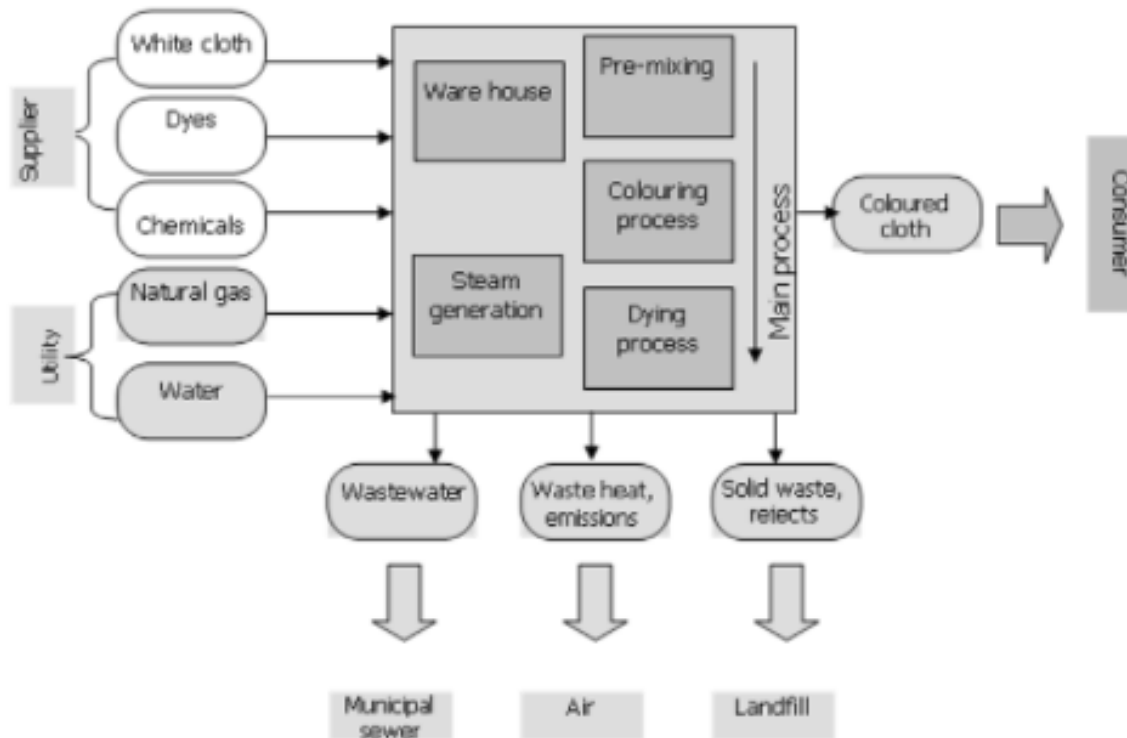 Supplier
White cloth
Dyes
Chemicals
Utility
Natural gas
Water
Ware house
Steam
generation
Pre-mixing
Colouring
process
Dying
process
Main process
Coloured
cloth
Consumer
Wastewater
Waste heat,
emissions
Solid waste,
rejects
Municipal
sewer
Air
Landfill